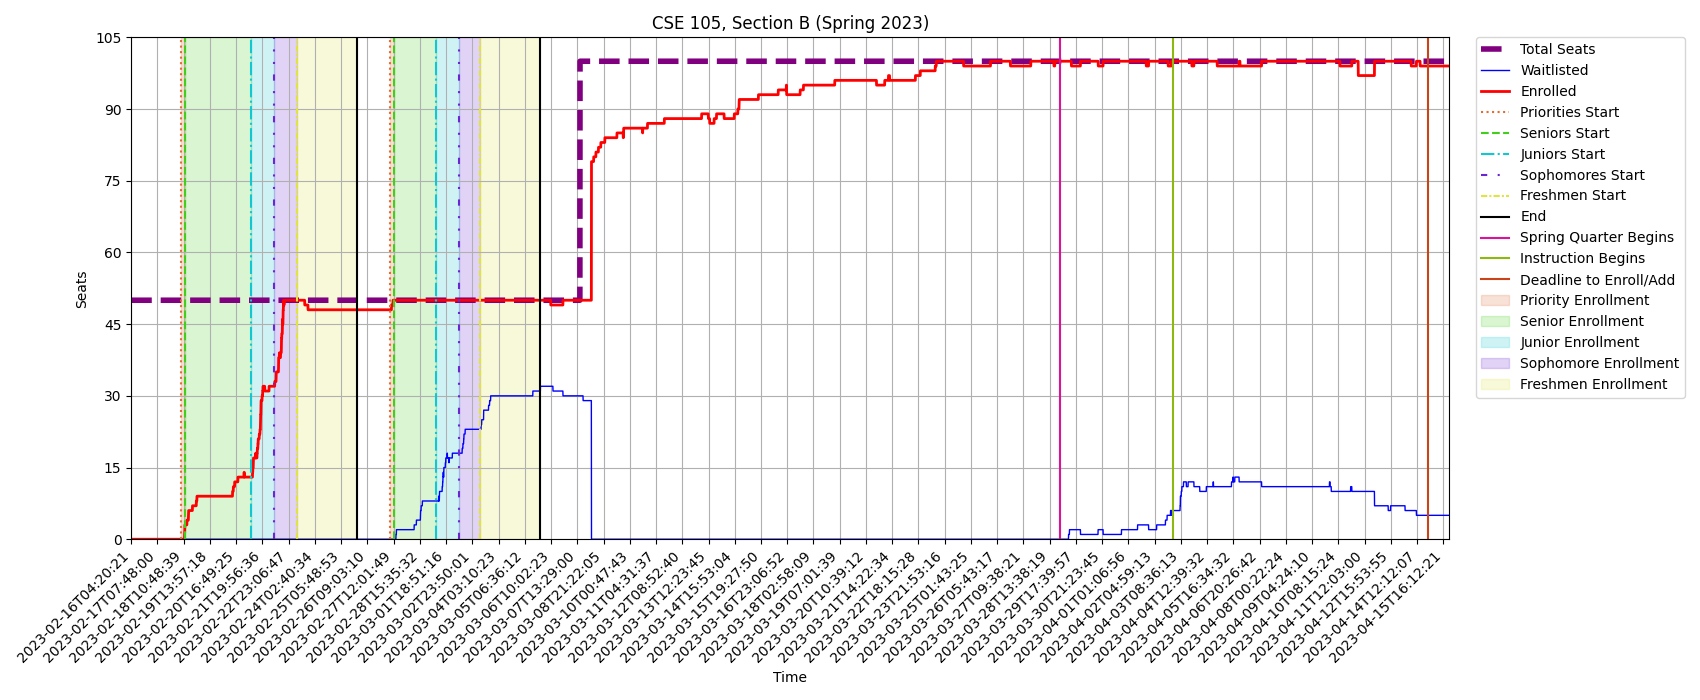 CSE 105, Section B (Spring 2023)
105
90
75
60
45
30
15
0
Seats
2023-02-16T04:20:21
2023-02-17T07:48:00
2023-02-18T10:48:39
2023-02-19T13:57:18
2023-02-20T16:49:25
2023-02-21T19:56:36
2023-02-22T23:06:47
2023-02-24T02:40:34
2023-02-25T05:48:53
2023-02-26T09:03:10
2023-02-27T12:01:49
2023-02-28T15:35:32
2023-03-01T18:51:16
2023-03-02T23:50:01
2023-03-04T03:10:23
2023-03-05T06:36:12
2023-03-06T10:02:23
2023-03-07T13:29:00
2023-03-08T21:22:05
2023-03-10T00:47:43
2023-03-11T04:31:37
2023-03-12T08:52:40
2023-03-13T12:23:45
2023-03-14T15:53:04
2023-03-15T19:27:50
2023-03-16T23:06:52
2023-03-18T02:58:09
2023-03-19T07:01:39
2023-03-20T10:39:12
2023-03-21T14:22:34
2023-03-22T18:15:28
2023-03-23T21:53:16
2023-03-25T01:43:25
2023-03-26T05:43:17
2023-03-27T09:38:21
2023-03-28T13:38:19
2023-03-29T17:39:57
2023-03-30T21:23:45
2023-04-01T01:06:56
2023-04-02T04:59:13
2023-04-03T08:36:13
2023-04-04T12:39:32
2023-04-05T16:34:32
2023-04-06T20:26:42
2023-04-08T00:22:24
2023-04-09T04:24:10
2023-04-10T08:15:24
2023-04-11T12:03:00
2023-04-12T15:53:55
2023-04-14T12:12:07
2023-04-15T16:12:21
Time
Total Seats
Waitlisted
Enrolled
Priorities Start
Seniors Start
Juniors Start
Sophomores Start
Freshmen Start
End
Spring Quarter Begins
Instruction Begins
Deadline to Enroll/Add
Priority Enrollment
Senior Enrollment
Junior Enrollment
Sophomore Enrollment
Freshmen Enrollment